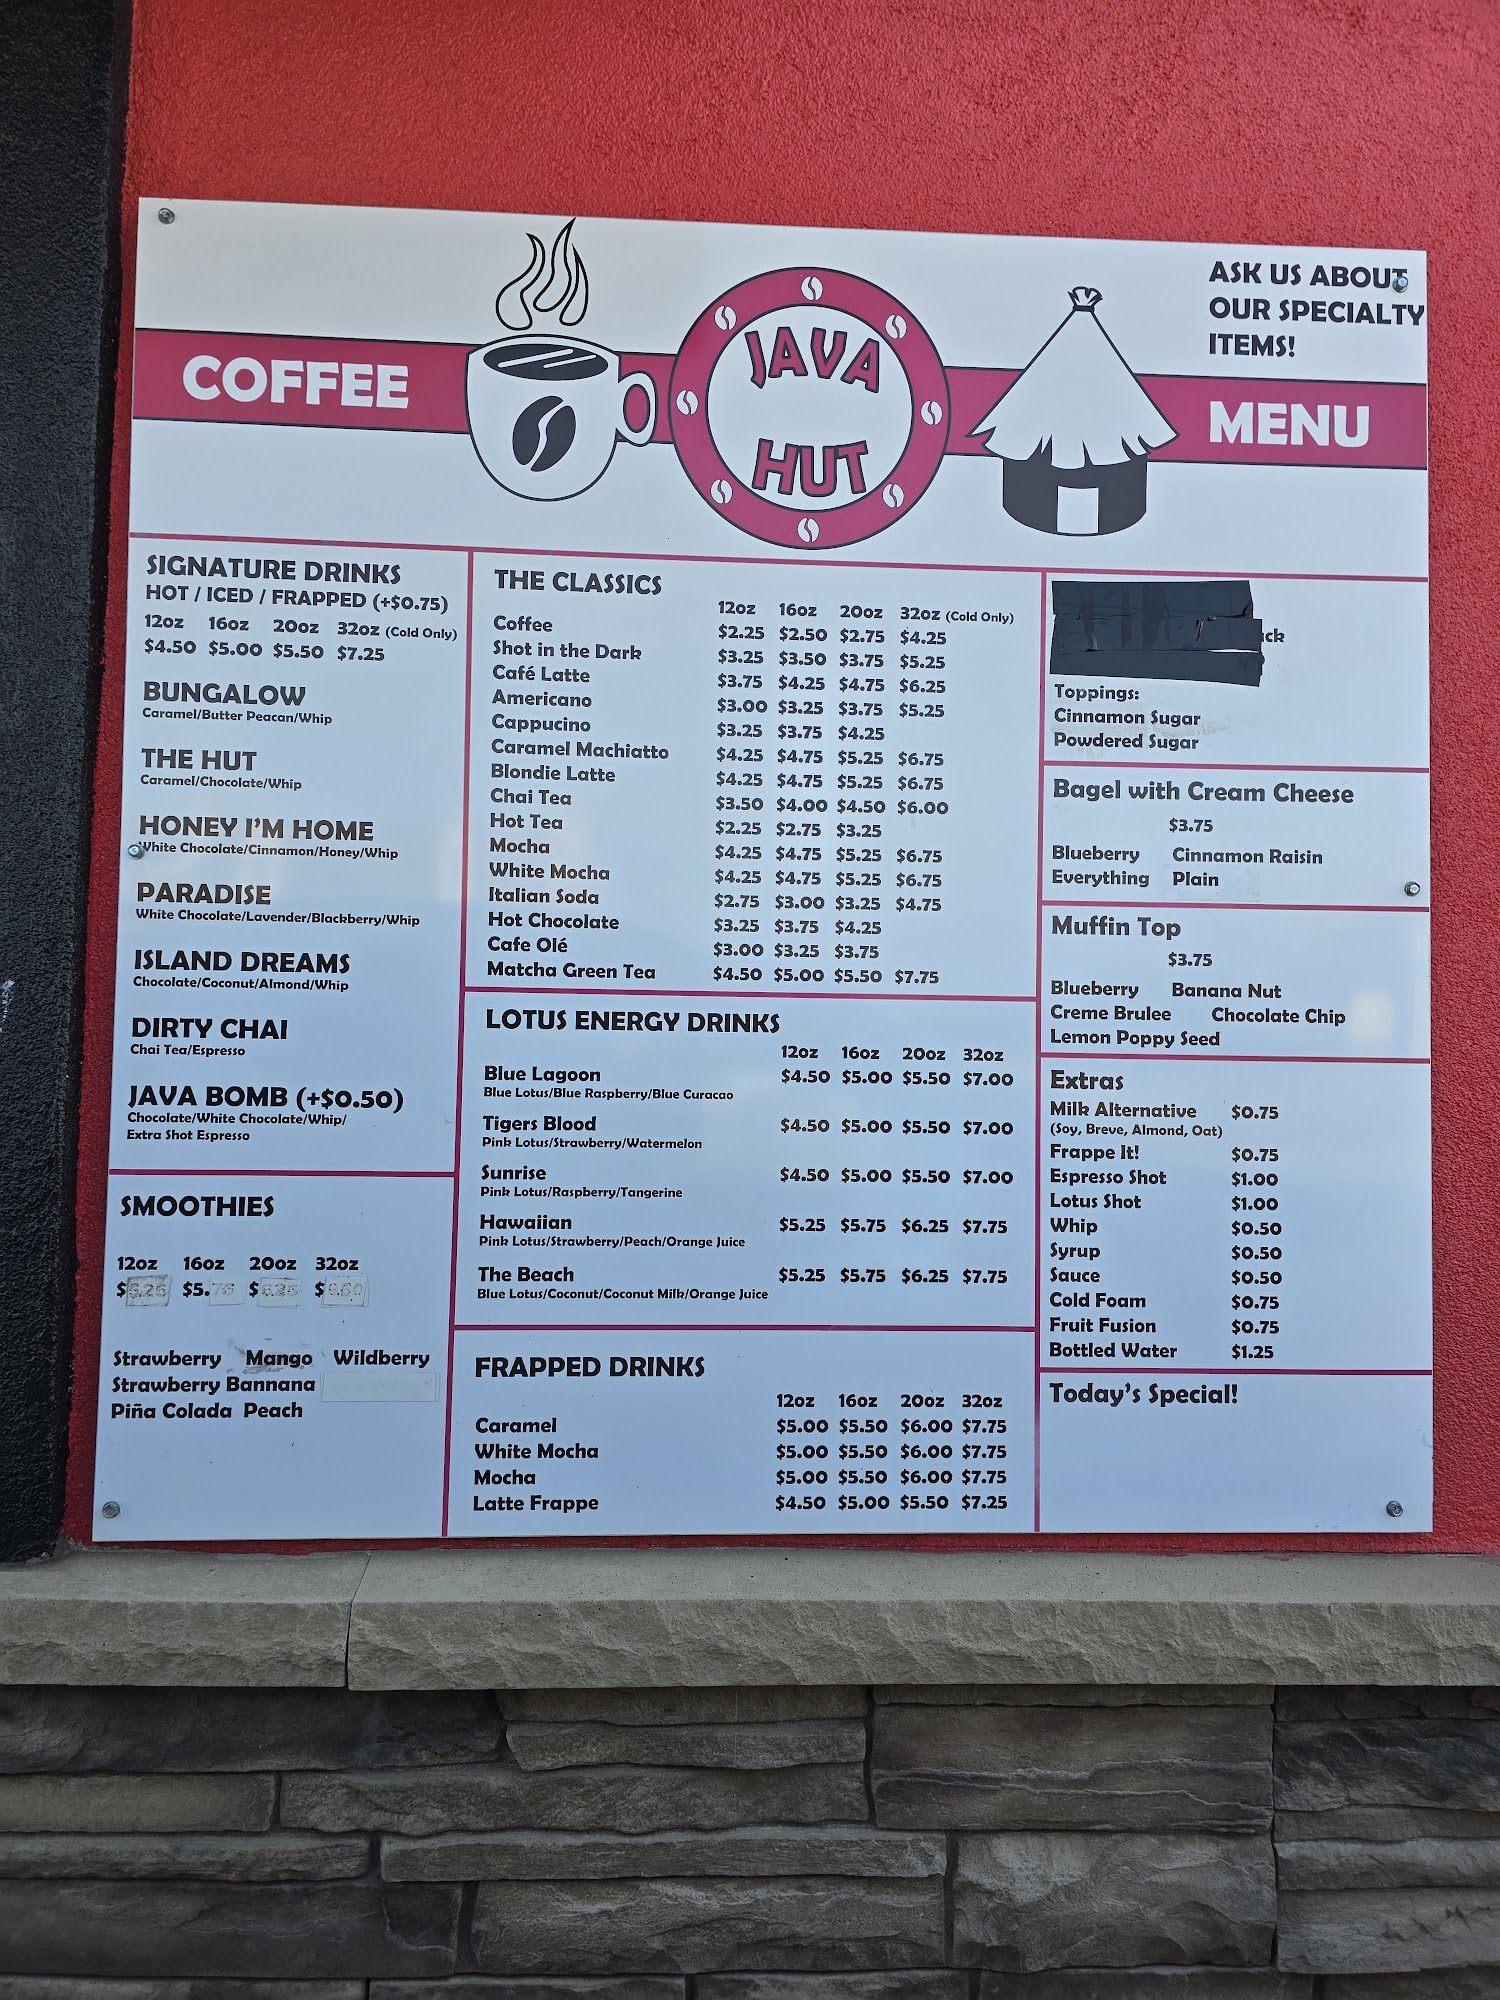 COFFEE
JAVA
HUT
ASK US ABOUT
OUR SPECIALTY
ITEMS!
MENU
SIGNATURE DRINKS
HOT / ICED / FRAPPED (+$0.75)
12oz 16oz 20oz 32oz (Cold Only)
$4.50 $5.00 $5.50 $7.25
BUNGALOW
Caramel/Butter Peacan/Whip
THE HUT
Caramel/Chocolate/Whip
HONEY I'M HOME
White Chocolate/Cinnamon/Honey/Whip
PARADISE
White Chocolate/Lavender/Blackberry/Whip
ISLAND DREAMS
Chocolate/Coconut/Almond/Whip
DIRTY CHAI
Chai Tea/Espresso
JAVA BOMB (+$0.50)
Chocolate/White Chocolate/Whip/
Extra Shot Espresso
SMOOTHIES
12oz 16oz 20oz 32oz
$5.25 $5.75 $6.25
Strawberry Mango Wildberry
Strawberry Bannana
Piña Colada Peach
THE CLASSICS
12oz 16oz 20oz 32oz (Cold Only)
Coffee $2.25 $2.50 $2.75 $4.25
Shot in the Dark $3.25 $3.50 $3.75 $5.25
Café Latte $3.75 $4.25 $4.75 $6.25
Americano $3.00 $3.25 $3.75 $5.25
Cappucino $3.25 $3.75 $4.25
Caramel Machiatto $4.25 $4.75 $5.25 $6.75
Blondie Latte $4.25 $4.75 $5.25 $6.75
Chai Tea $3.50 $4.00 $4.50 $6.00
Hot Tea $2.25 $2.75 $3.25
Mocha $4.25 $4.75 $5.25 $6.75
White Mocha $4.25 $4.75 $5.25 $6.75
Italian Soda $2.75 $3.00 $3.25 $4.75
Hot Chocolate $3.25 $3.75 $4.25
Cafe Olé $3.00 $3.25 $3.75
Matcha Green Tea $4.50 $5.00 $5.50 $7.75
LOTUS ENERGY DRINKS
12oz 16oz 20oz 32oz
Blue Lagoon $4.50 $5.00 $5.50 $7.00
Blue Lotus/Blue Raspberry/Blue Curacao
Tigers Blood $4.50 $5.00 $5.50 $7.00
Pink Lotus/Strawberry/Watermelon
Sunrise $4.50 $5.00 $5.50 $7.00
Pink Lotus/Raspberry/Tangerine
Hawaiian $5.25 $5.75 $6.25 $7.75
Pink Lotus/Strawberry/Peach/Orange Juice
The Beach $5.25 $5.75 $6.25 $7.75
Blue Lotus/Coconut/Coconut Milk/Orange Juice
FRAPPED DRINKS
12oz 16oz 20oz 32oz
Caramel $5.00 $5.50 $6.00 $7.75
White Mocha $5.00 $5.50 $6.00 $7.75
Mocha $5.00 $5.50 $6.00 $7.75
Latte Frappe $4.50 $5.00 $5.50 $7.25
Toppings:
Cinnamon Sugar
Powdered Sugar
Bagel with Cream Cheese
$3.75
Blueberry Cinnamon Raisin
Everything Plain
Muffin Top
$3.75
Blueberry Banana Nut
Creme Brulee Chocolate Chip
Lemon Poppy Seed
Extras
Milk Alternative $0.75
(Soy, Breve, Almond, Oat)
Frappe It! $0.75
Espresso Shot $1.00
Lotus Shot $1.00
Whip $0.50
Syrup $0.50
Sauce $0.50
Cold Foam $0.75
Fruit Fusion $0.75
Bottled Water $1.25
Today's Special!